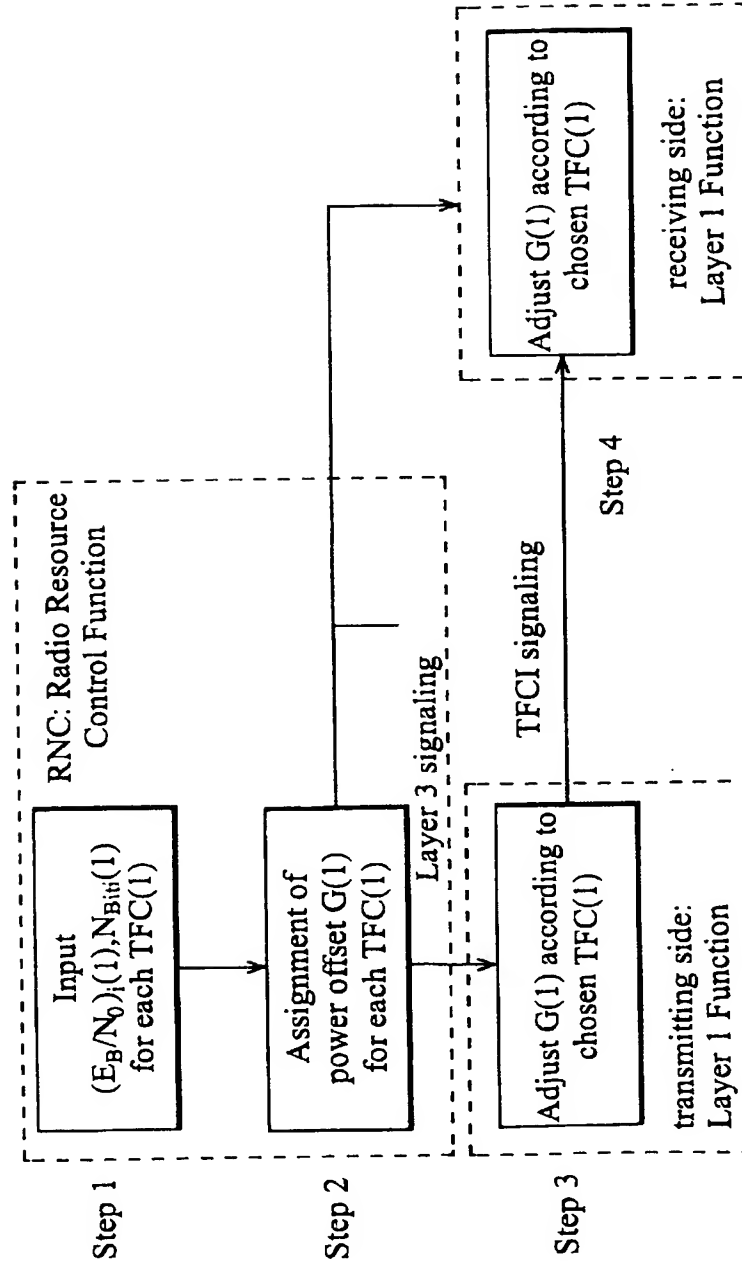 Step 1
Input
(E_B/N_0)_i(1),N_Biti(1)
for each TFC(1)
RNC: Radio Resource
Control Function
Step 2
Assignment of
power offset G(1)
for each TFC(1)
Layer 3 signaling
Step 3
Adjust G(1) according to
chosen TFC(1)
transmitting side:
Layer 1 Function
TFCI signaling
Step 4
Adjust G(1) according to
chosen TFC(1)
receiving side:
Layer 1 Function